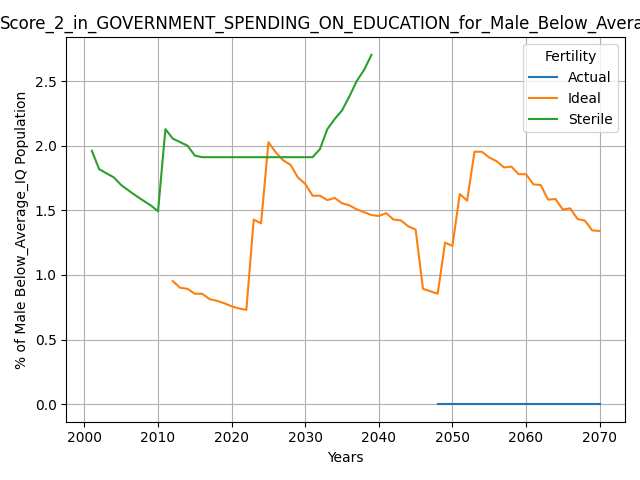 Score_2_in_GOVERNMENT_SPENDING_ON_EDUCATION_for_Male_Below_Avera
Fertility
Actual
Ideal
Sterile
% of Male Below_Average_IQ Population
2.5
2.0
1.5
1.0
0.5
0.0
2000 2010 2020 2030 2040 2050 2060 2070
Years